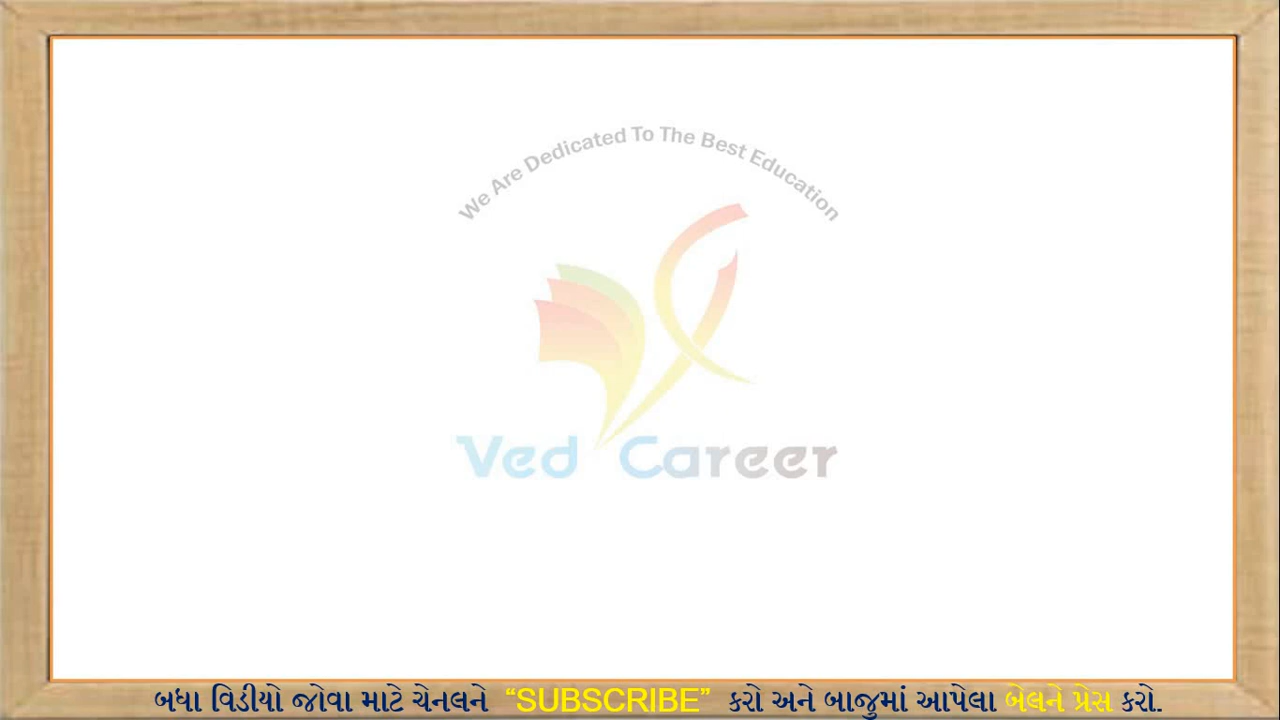 We Are Dedicated To The Best Education
Ved Career
બધા વિડીયો જોવા માટે ચેનલને “SUBSCRIBE” કરો અને બાજુમાં આપેલા બેલને પ્રેસ કરો.